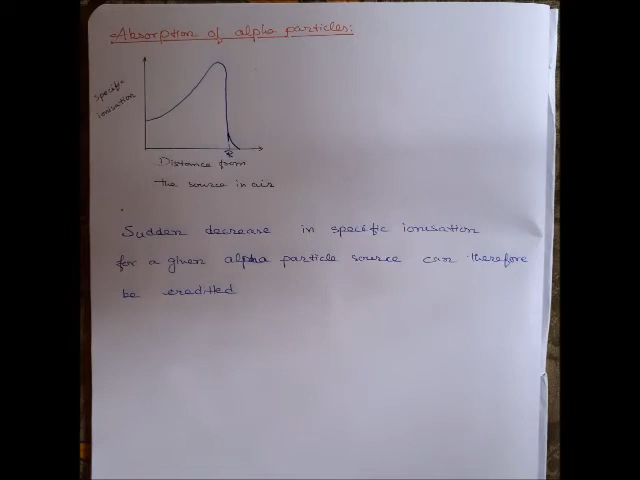 Absorption of alpha particles:
Specific
ionisation
R
Distance from
the source in air
Sudden decrease in specific ionisation
for a given alpha particle source can therefore
be creditted